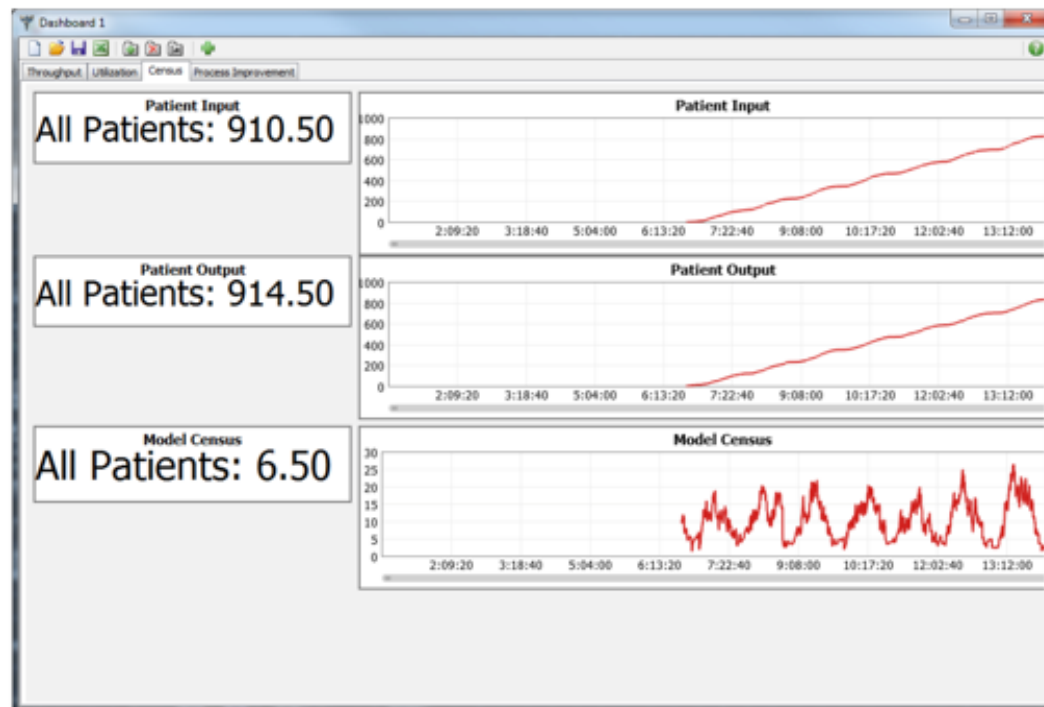 Dashboard 1
Throughput Utilization Census Process Improvement
Patient Input
All Patients: 910.50
Patient Input
1000
800
600
400
200
0
2:09:20 3:18:40 5:04:00 6:13:20 7:22:40 9:08:00 10:17:20 12:02:40 13:12:00
Patient Output
All Patients: 914.50
Patient Output
1000
800
600
400
200
0
2:09:20 3:18:40 5:04:00 6:13:20 7:22:40 9:08:00 10:17:20 12:02:40 13:12:00
Model Census
All Patients: 6.50
Model Census
30
25
20
15
10
5
0
2:09:20 3:18:40 5:04:00 6:13:20 7:22:40 9:08:00 10:17:20 12:02:40 13:12:00